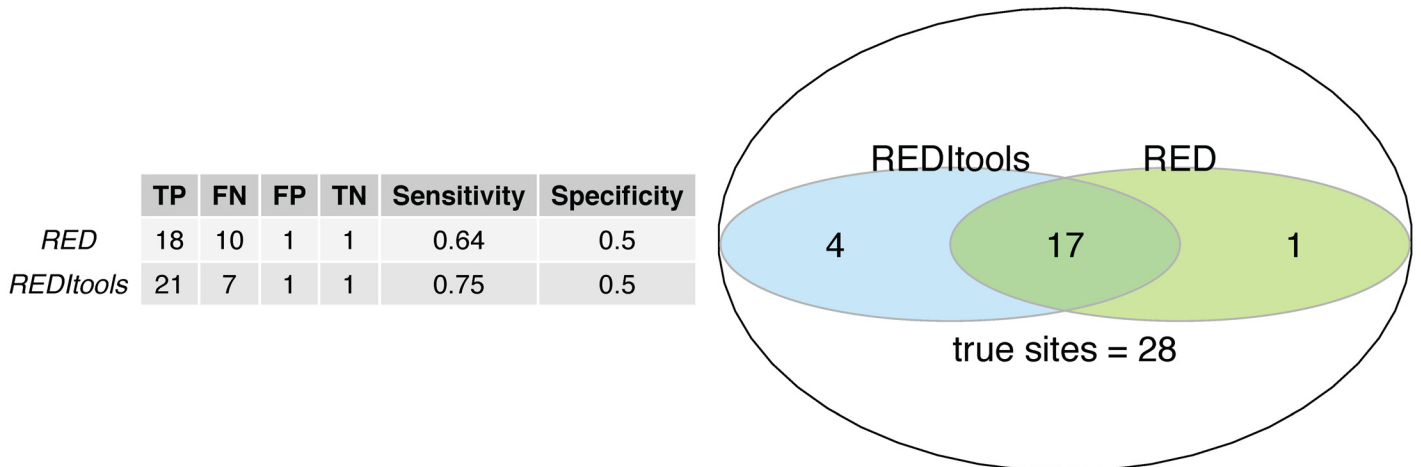 TP FN FP TN Sensitivity Specificity
RED 18 10 1 1 0.64 0.5
REDItools 21 7 1 1 0.75 0.5
REDItools RED
4 17 1
true sites = 28